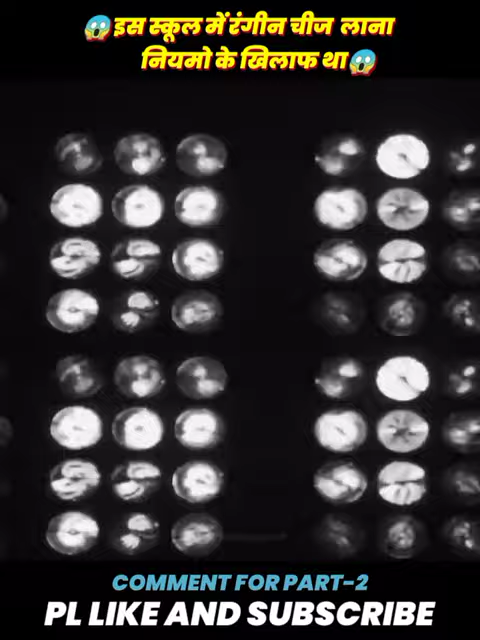 😱इस स्कूल में रंगीन चीज लाना
नियमो के खिलाफ था😱
COMMENT FOR PART-2
PL LIKE AND SUBSCRIBE